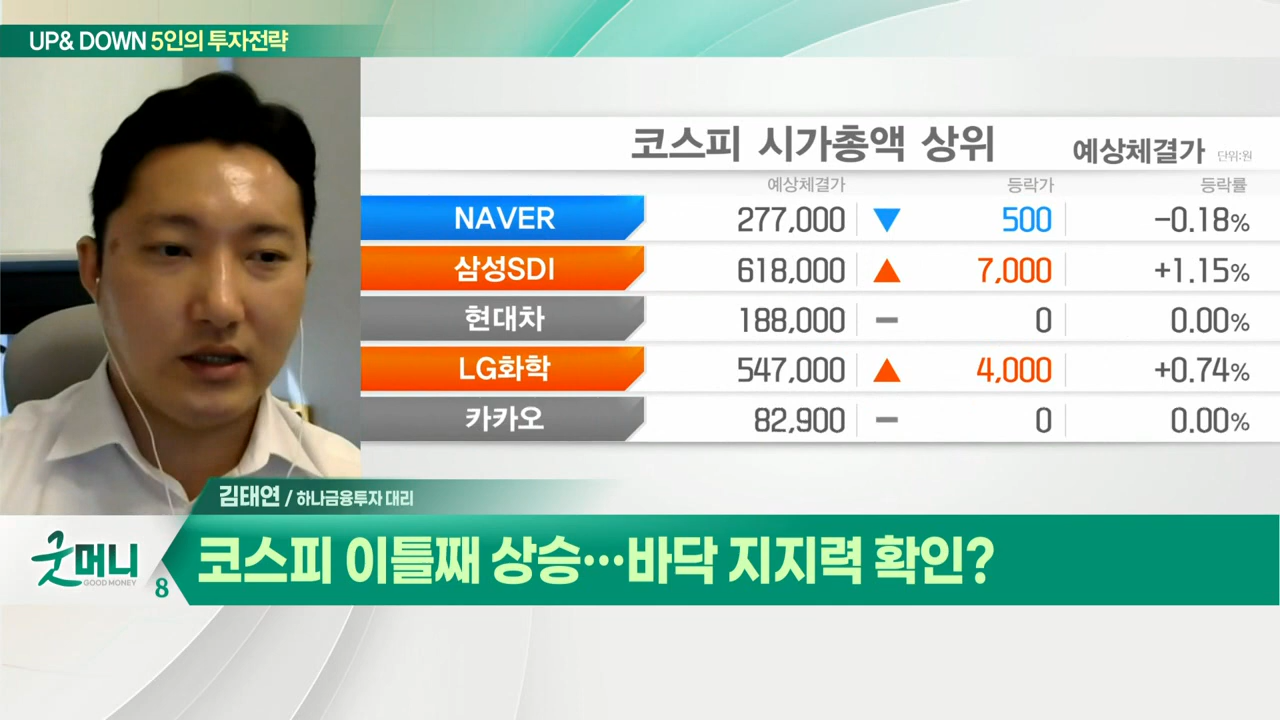 UP& DOWN 5인의 투자전략
코스피 시가총액 상위 예상체결가 단위:원
예상체결가 등락가 등락률
NAVER 277,000 ▼ 500 -0.18%
삼성SDI 618,000 ▲ 7,000 +1.15%
현대차 188,000 - 0 0.00%
LG화학 547,000 ▲ 4,000 +0.74%
카카오 82,900 - 0 0.00%
김태연 / 하나금융투자 대리
굿머니
GOOD MONEY
8
코스피 이틀째 상승…바닥 지지력 확인?